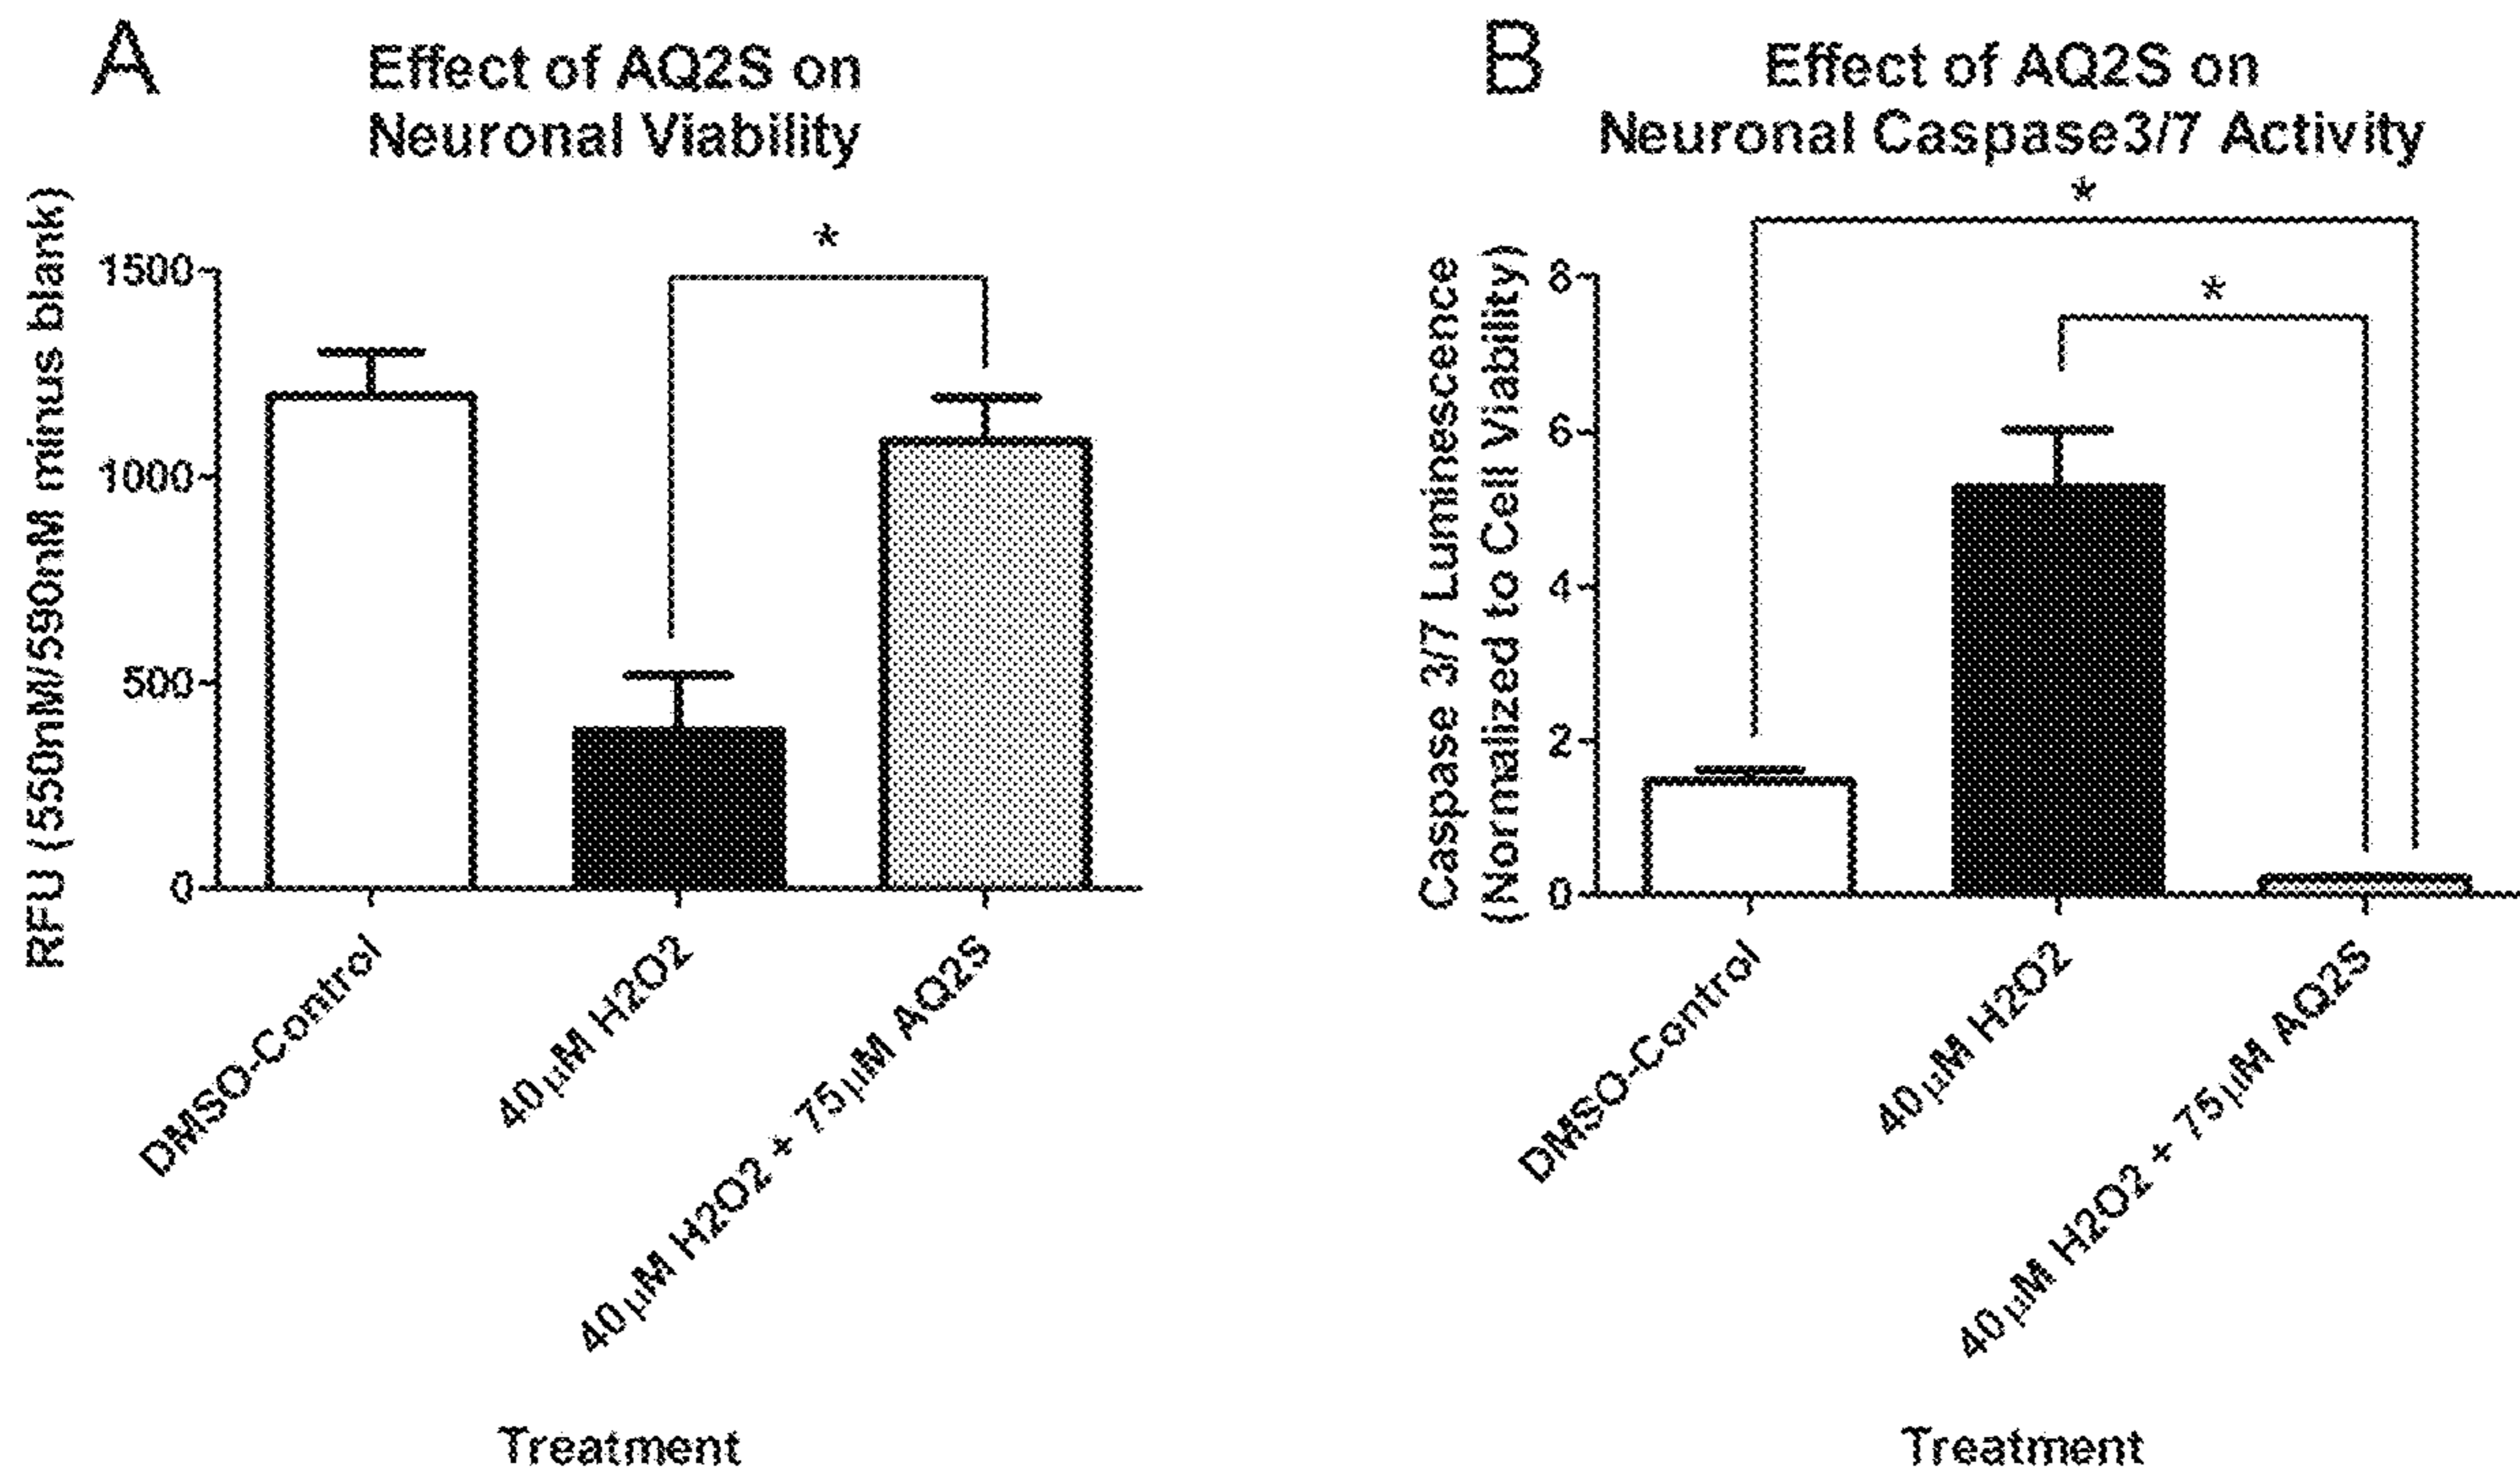 A
Effect of AQ2S on
Neuronal Viability
*
RFU (550nM/590nM minus blank)
1500
1000
500
0
DMSO-Control
40µM H2O2
40µM H2O2 + 75µM AQ2S
Treatment
B
Effect of AQ2S on
Neuronal Caspase3/7 Activity
*
*
Caspase 3/7 Luminescence
(Normalized to Cell Viability)
8
6
4
2
0
DMSO-Control
40µM H2O2
40µM H2O2 + 75µM AQ2S
Treatment